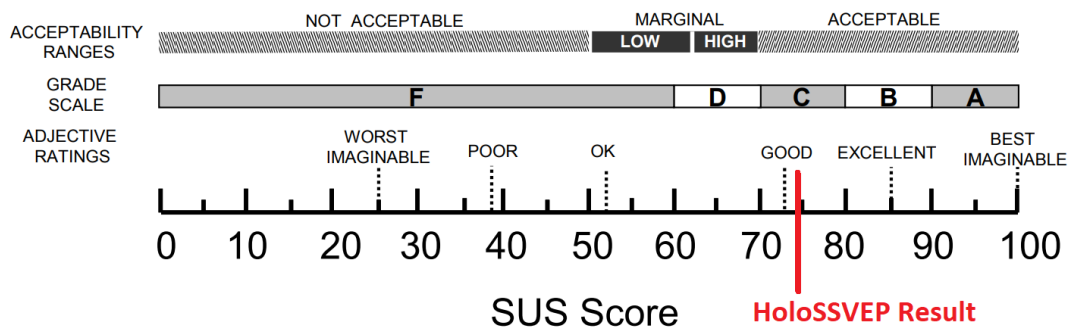 NOT ACCEPTABLE MARGINAL ACCEPTABLE
ACCEPTABILITY
RANGES
LOW HIGH
GRADE
SCALE
F D C B A
ADJECTIVE
RATINGS
WORST
IMAGINABLE
POOR OK GOOD EXCELLENT
BEST
IMAGINABLE
0 10 20 30 40 50 60 70 80 90 100
SUS Score HoloSSVEP Result